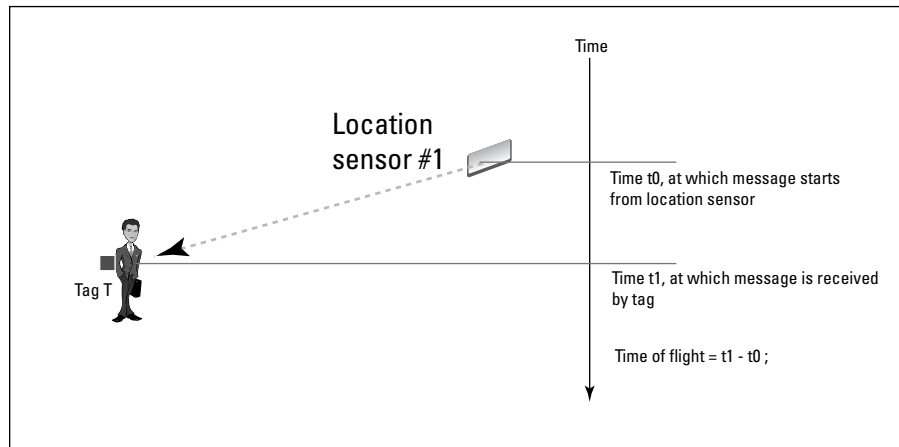 Time
Location
sensor #1
Time t0, at which message starts
from location sensor
Tag T
Time t1, at which message is received
by tag
Time of flight = t1 - t0 ;